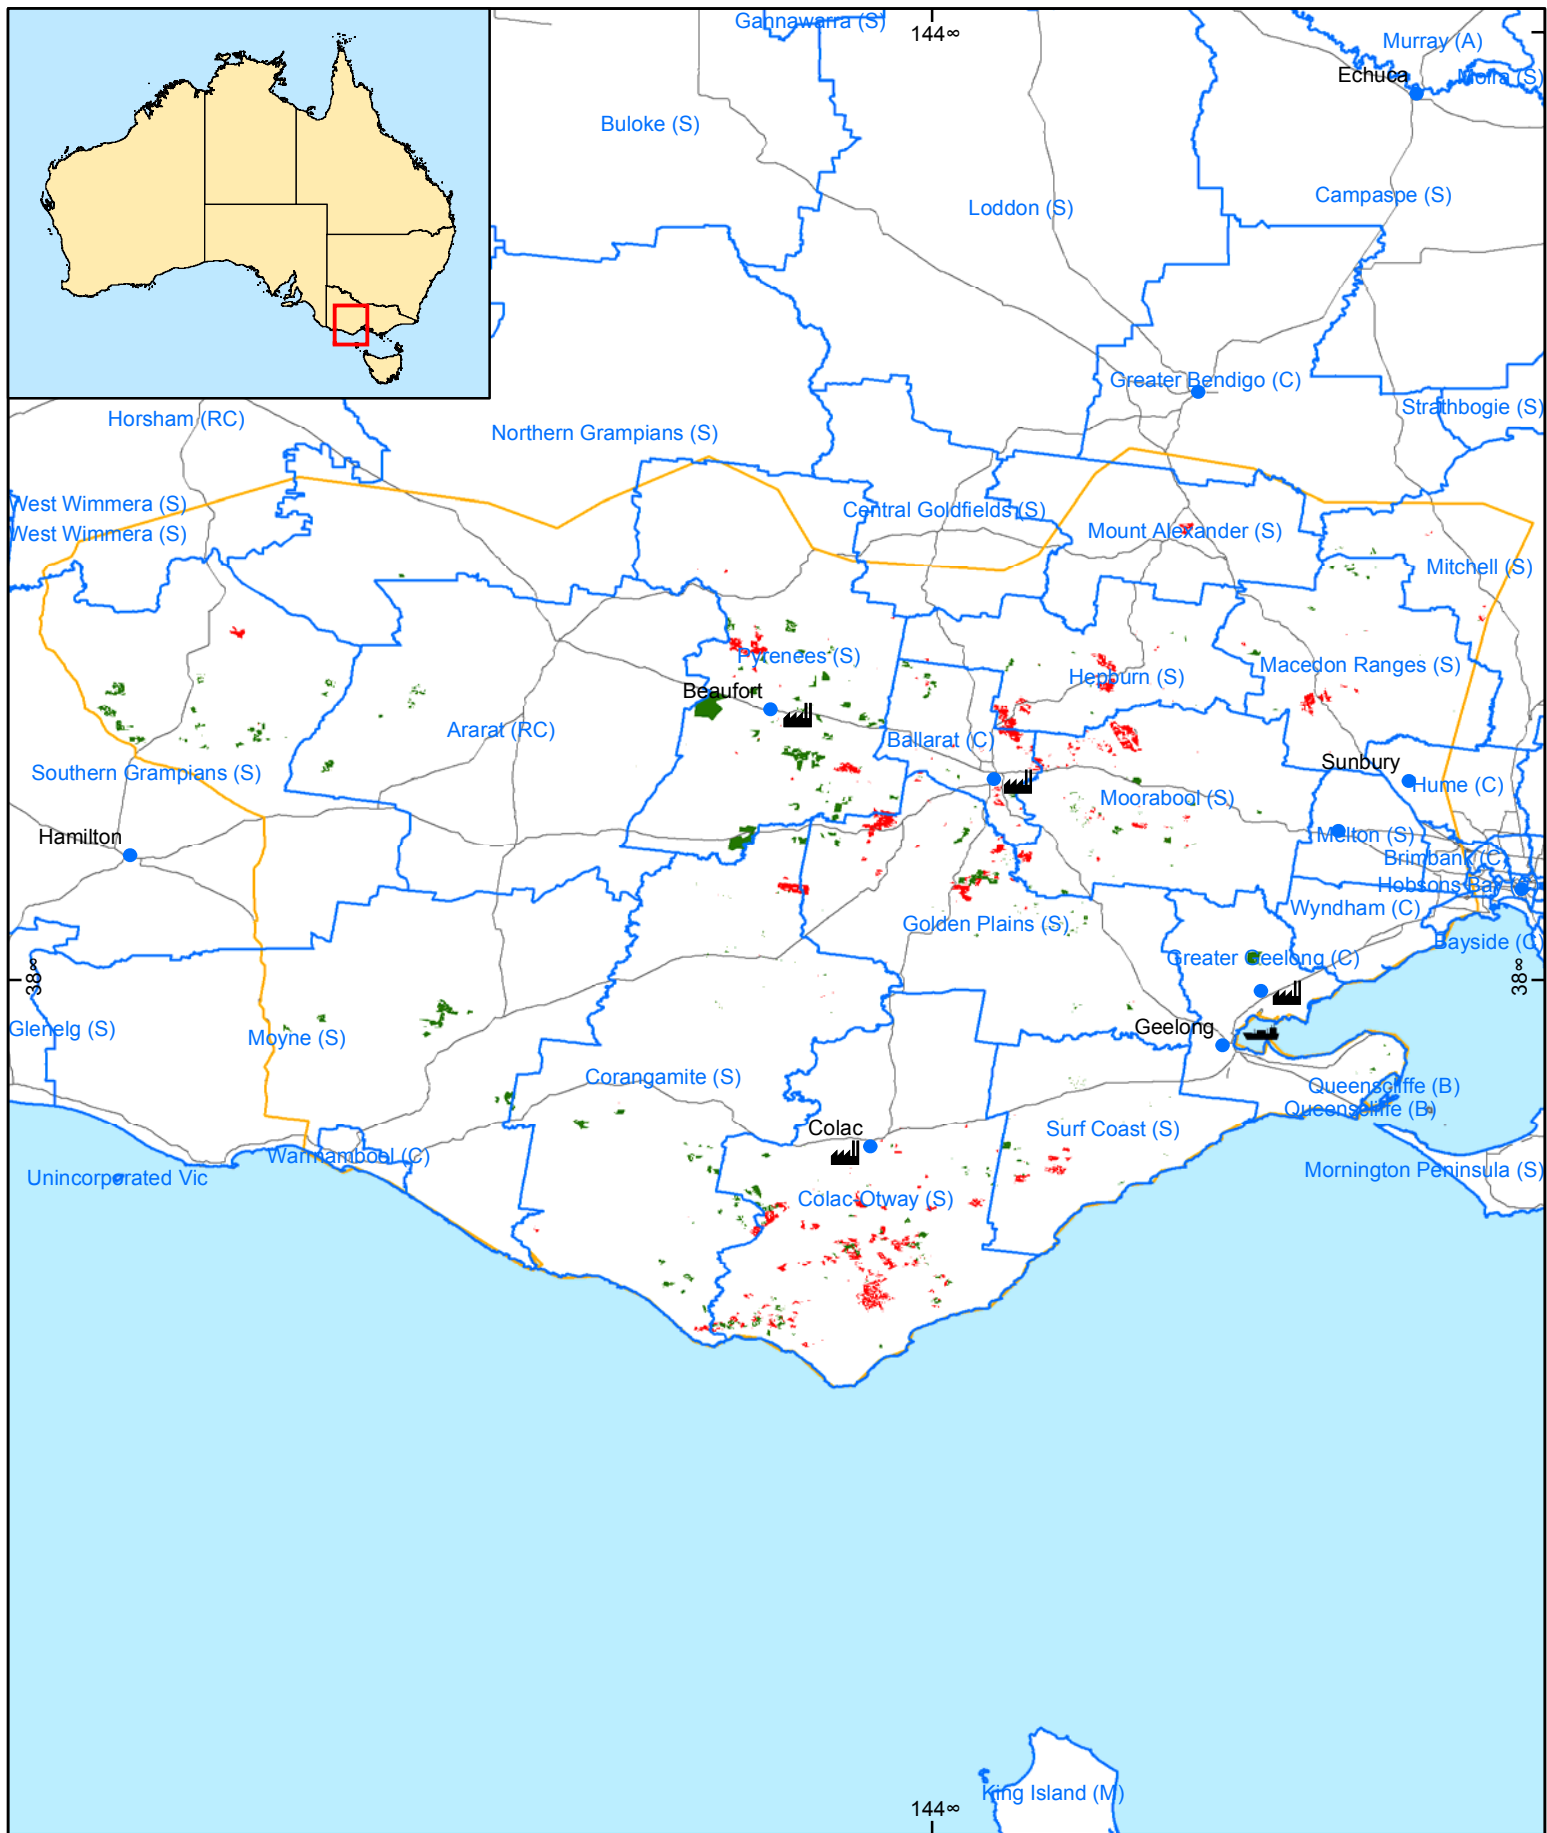 Gannawarra (S)
144∞
Murray (A)
Echuca
Moira (S)
Buloke (S)
Campaspe (S)
Loddon (S)
Greater Bendigo (C)
Strathbogie (S)
Horsham (RC)
Northern Grampians (S)
West Wimmera (S)
Central Goldfields (S)
West Wimmera (S)
Mount Alexander (S)
Mitchell (S)
Pyrenees (S)
Macedon Ranges (S)
Hepburn (S)
Beaufort
Ararat (RC)
Ballarat (C)
Sunbury
Southern Grampians (S)
Hume (C)
Moorabool (S)
Hamilton
Melton (S)
Brimbank (C)
Hobsons Bay
Wyndham (C)
Golden Plains (S)
Bayside (C)
Greater Geelong (C)
38∞
38∞
Glenelg (S)
Moyne (S)
Geelong
Corangamite (S)
Queenscliffe (B)
Queenscliffe (B)
Colac
Surf Coast (S)
Warrnambool (C)
Unincorporated Vic
Mornington Peninsula (S)
Colac-Otway (S)
King Island (M)
144∞